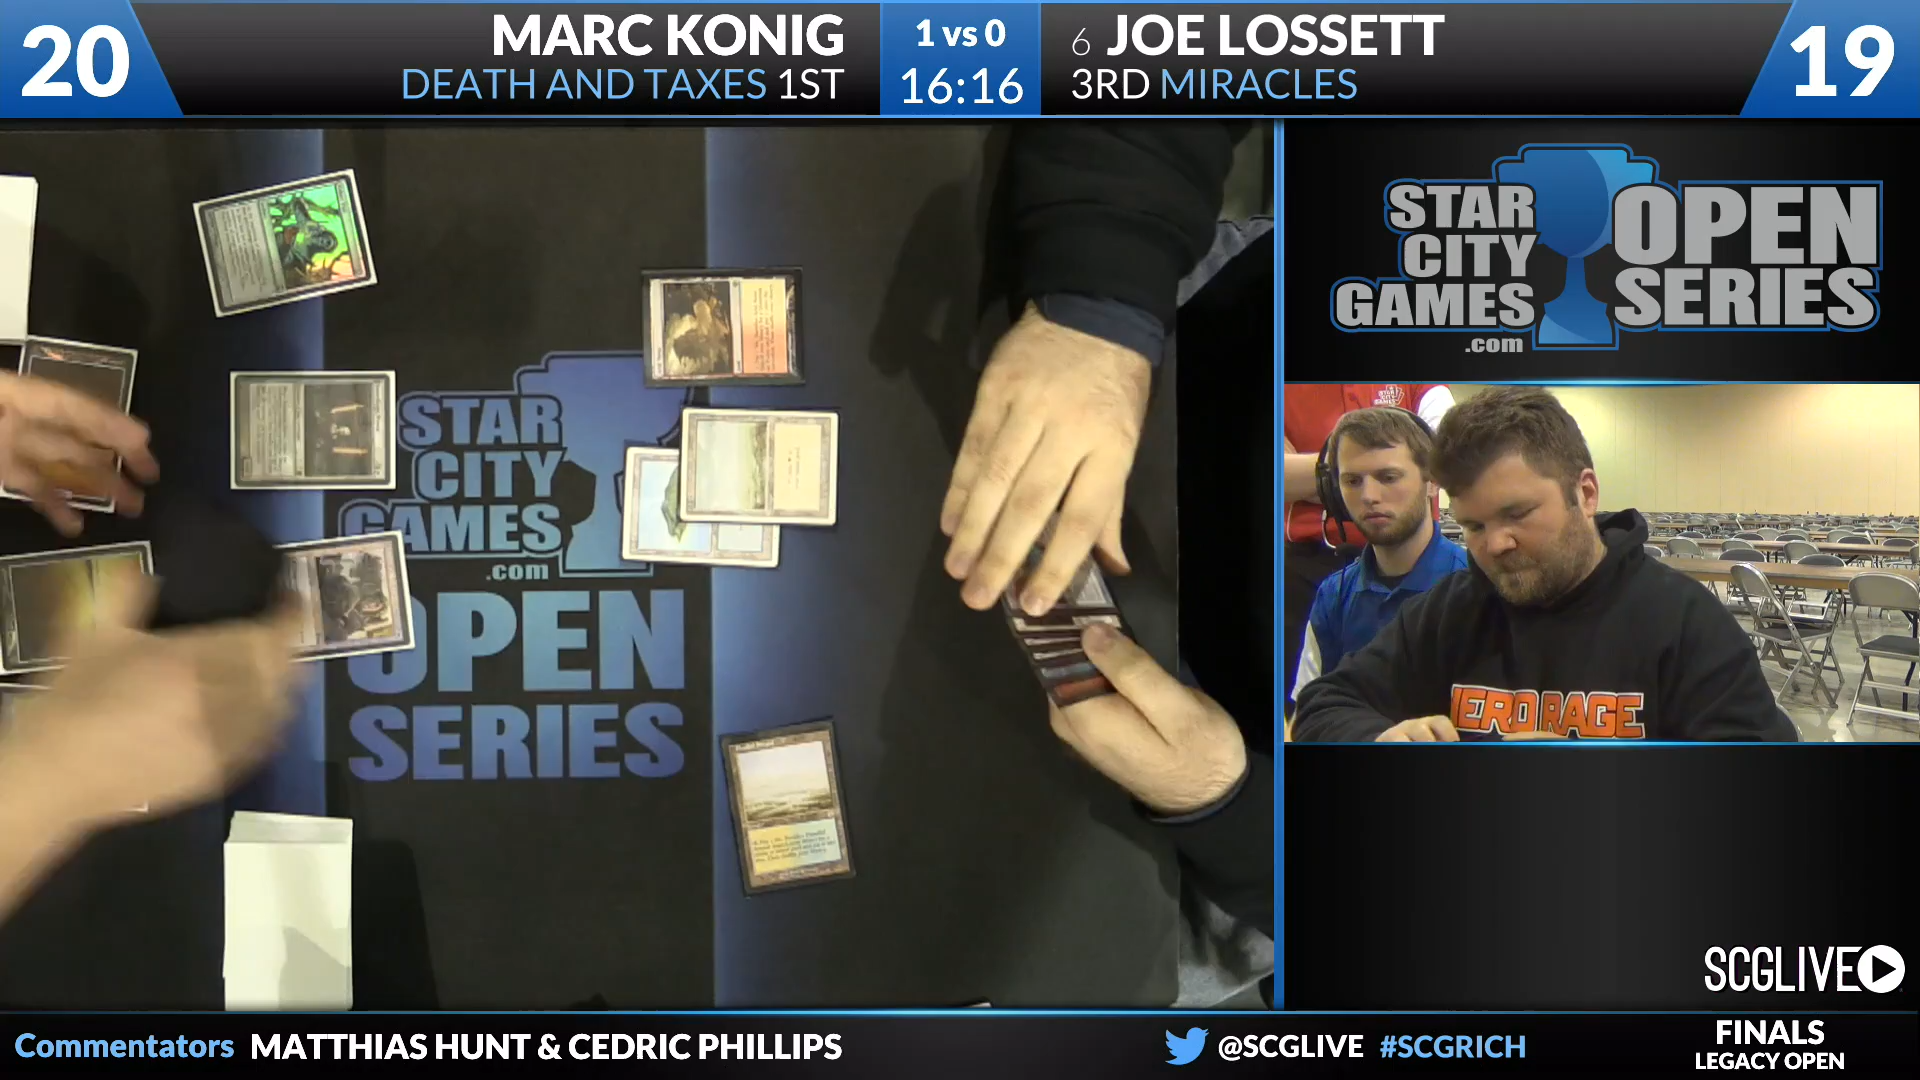 20
MARC KONIG
DEATH AND TAXES 1ST
1 vs 0
16:16
6 JOE LOSSETT
3RD MIRACLES
19
STAR
CITY
GAMES
.com
OPEN
SERIES
STAR
CITY
GAMES
.com
OPEN
SERIES
Flooded Strand
HERO RAGE
SCGLIVE
Commentators MATTHIAS HUNT & CEDRIC PHILLIPS
@SCGLIVE #SCGRICH
FINALS
LEGACY OPEN